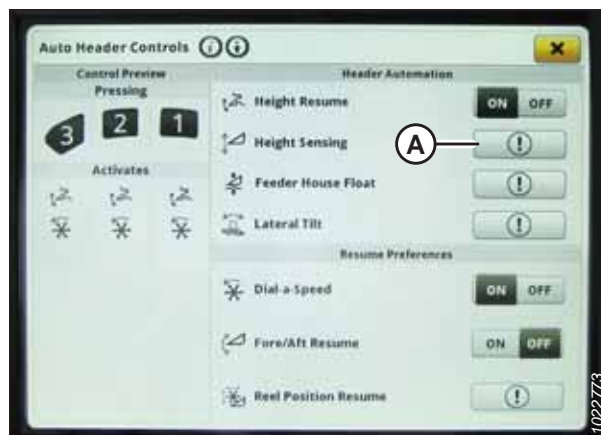 Auto Header Controls
Control Preview
Pressing
3 2 1
Activates
Header Automation
Height Resume ON OFF
Height Sensing
A
Feeder House Float
Lateral Tilt
Resume Preferences
Dial-a-Speed ON OFF
Fore/Aft Resume ON OFF
Reel Position Resume
1022773